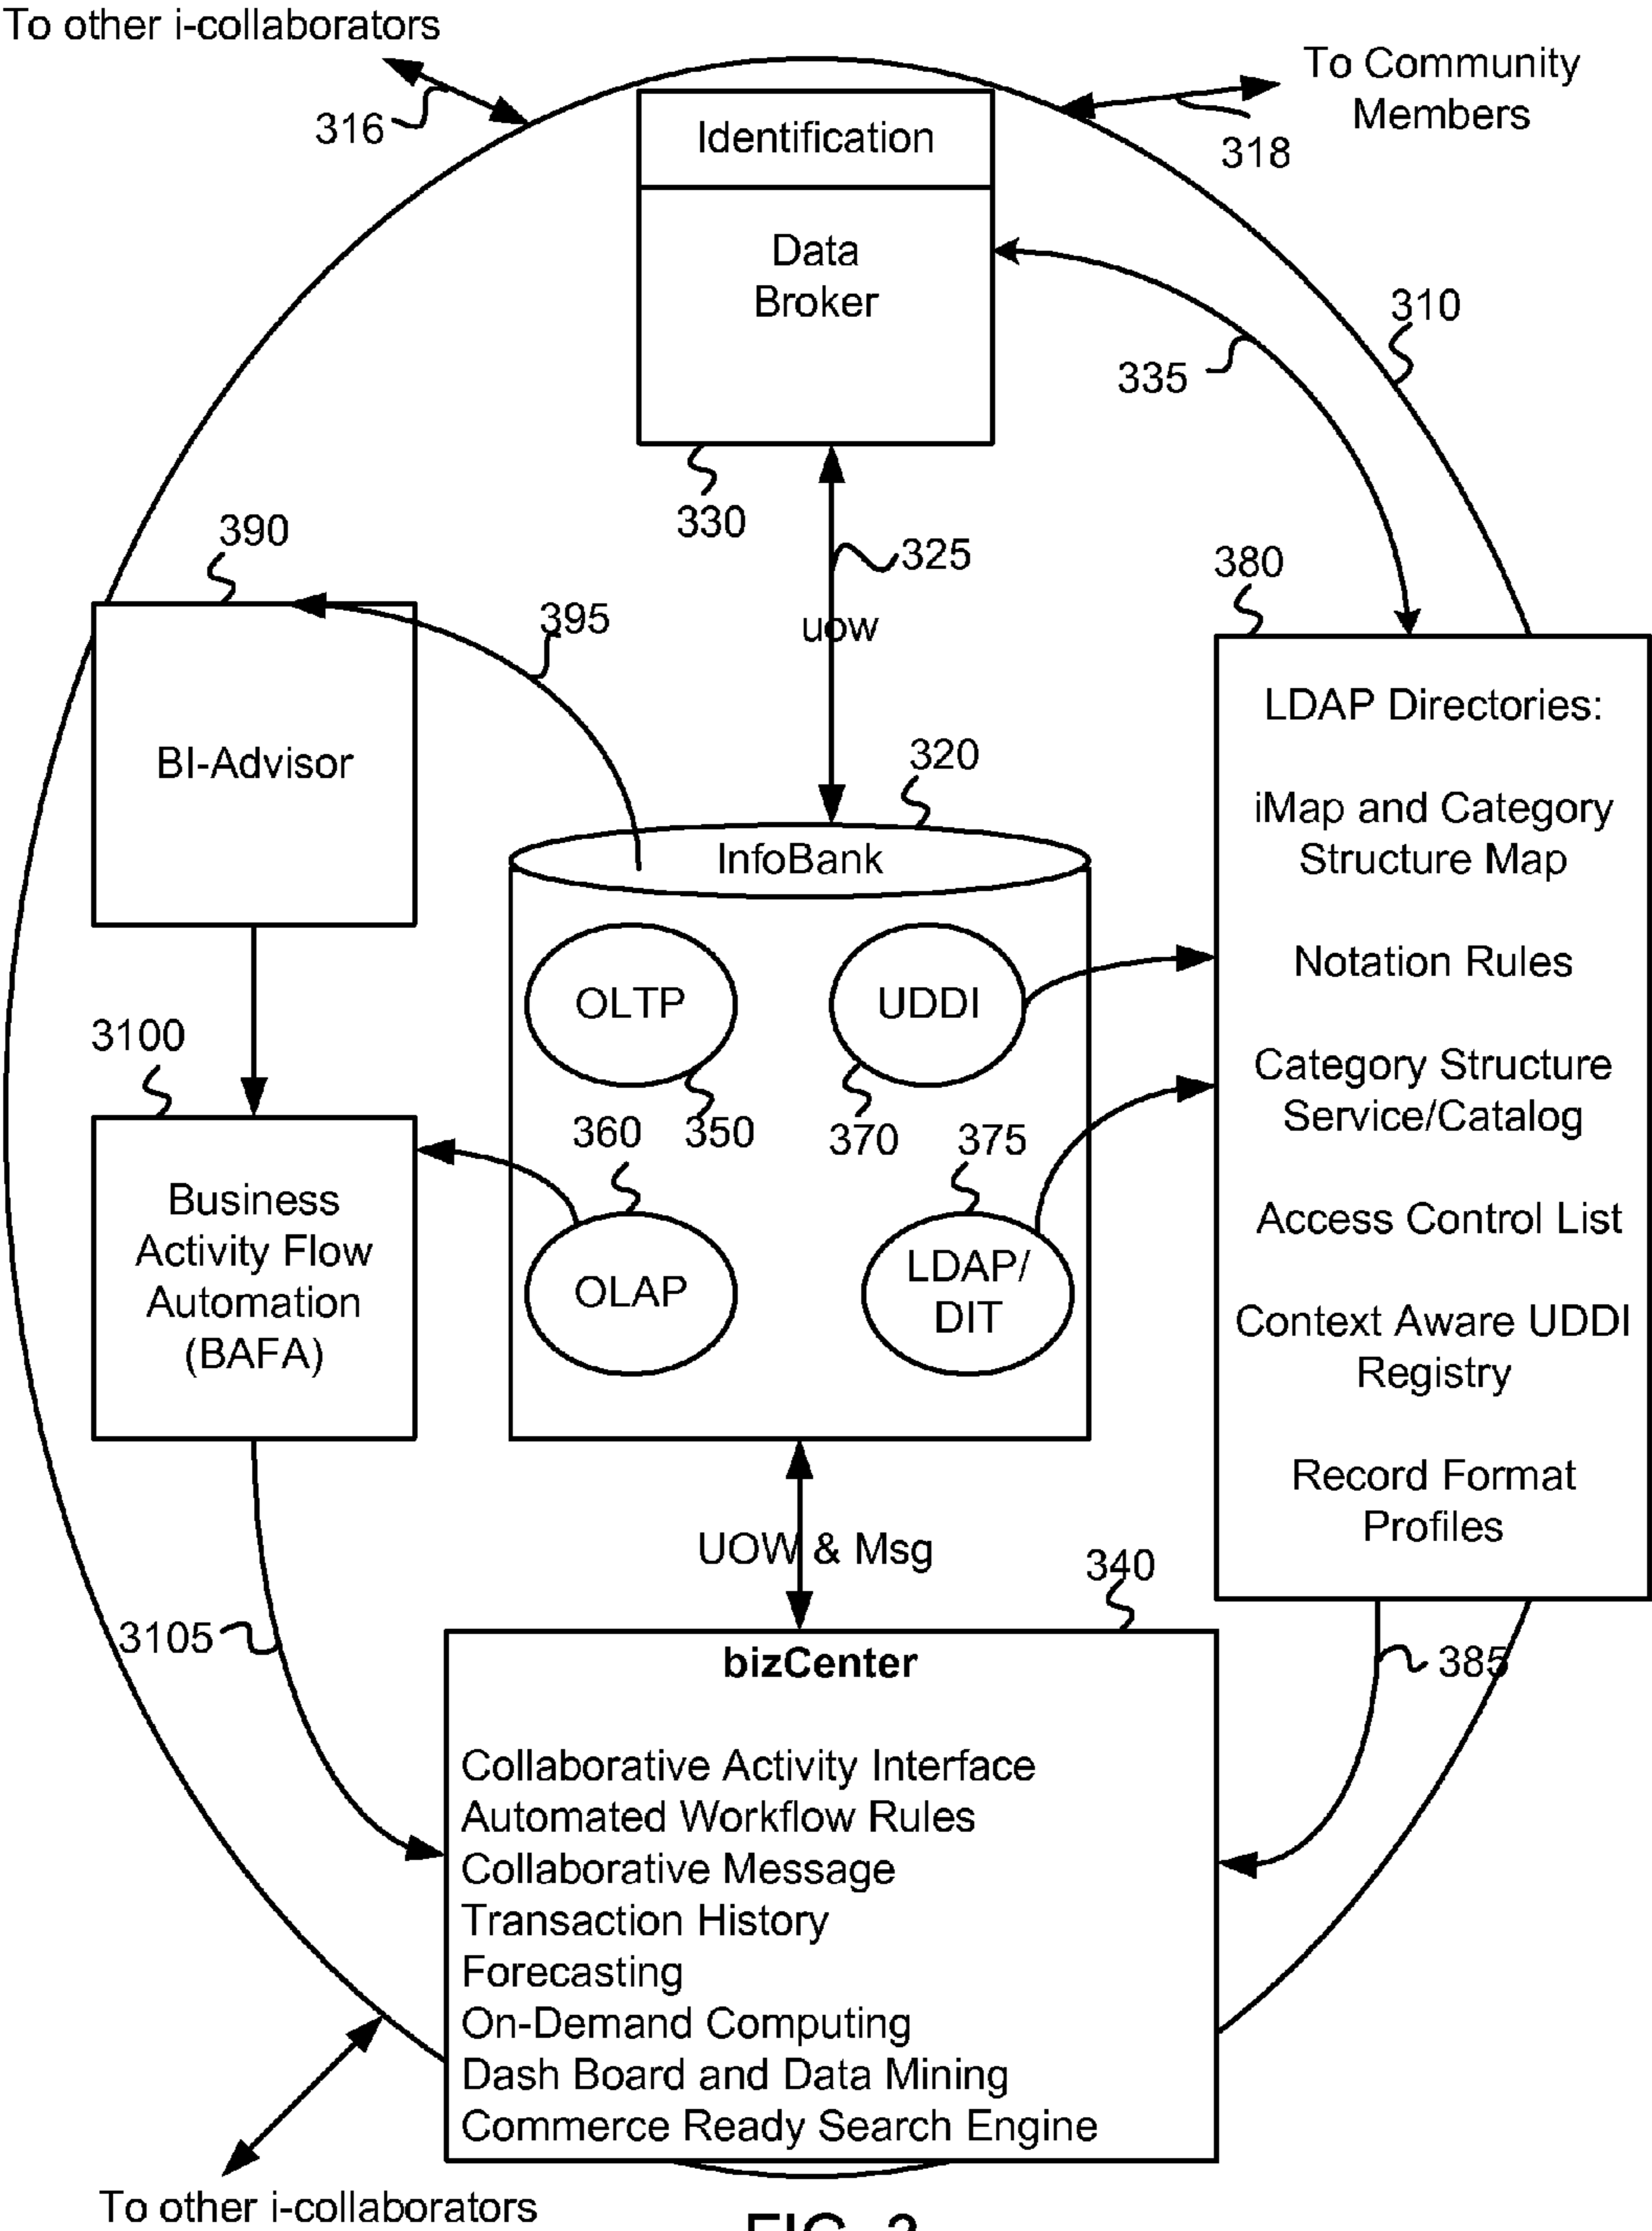 To other i-collaborators
To Community
Members
316
318
Identification
Data
Broker
310
335
330
325
390
395
uow
380
320
BI-Advisor
InfoBank
LDAP Directories:
iMap and Category
Structure Map
Notation Rules
Category Structure
Service/Catalog
Access Control List
Context Aware UDDI
Registry
Record Format
Profiles
OLTP
UDDI
3100
360
350
370
375
Business
Activity Flow
Automation
(BAFA)
OLAP
LDAP/
DIT
UOW & Msg
340
3105
385
bizCenter
Collaborative Activity Interface
Automated Workflow Rules
Collaborative Message
Transaction History
Forecasting
On-Demand Computing
Dash Board and Data Mining
Commerce Ready Search Engine
To other i-collaborators